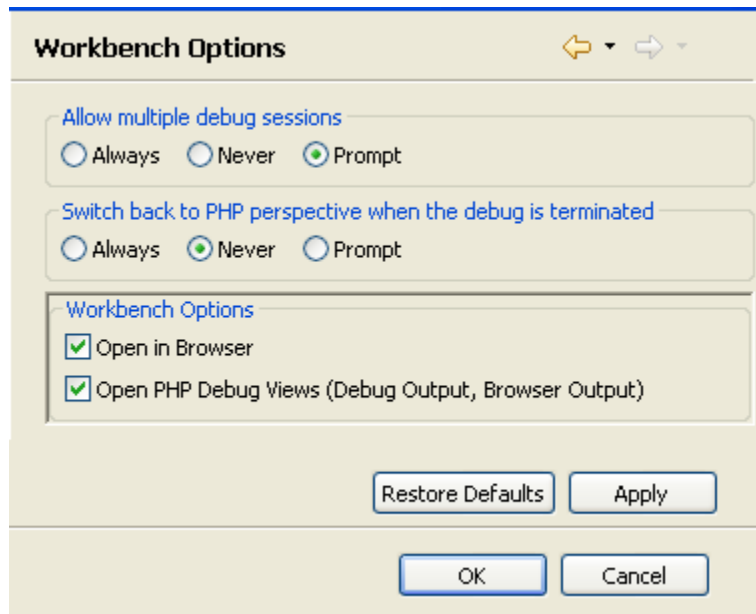 Workbench Options
Allow multiple debug sessions
Always Never Prompt
Switch back to PHP perspective when the debug is terminated
Always Never Prompt
Workbench Options
Open in Browser
Open PHP Debug Views (Debug Output, Browser Output)
Restore Defaults Apply
OK Cancel